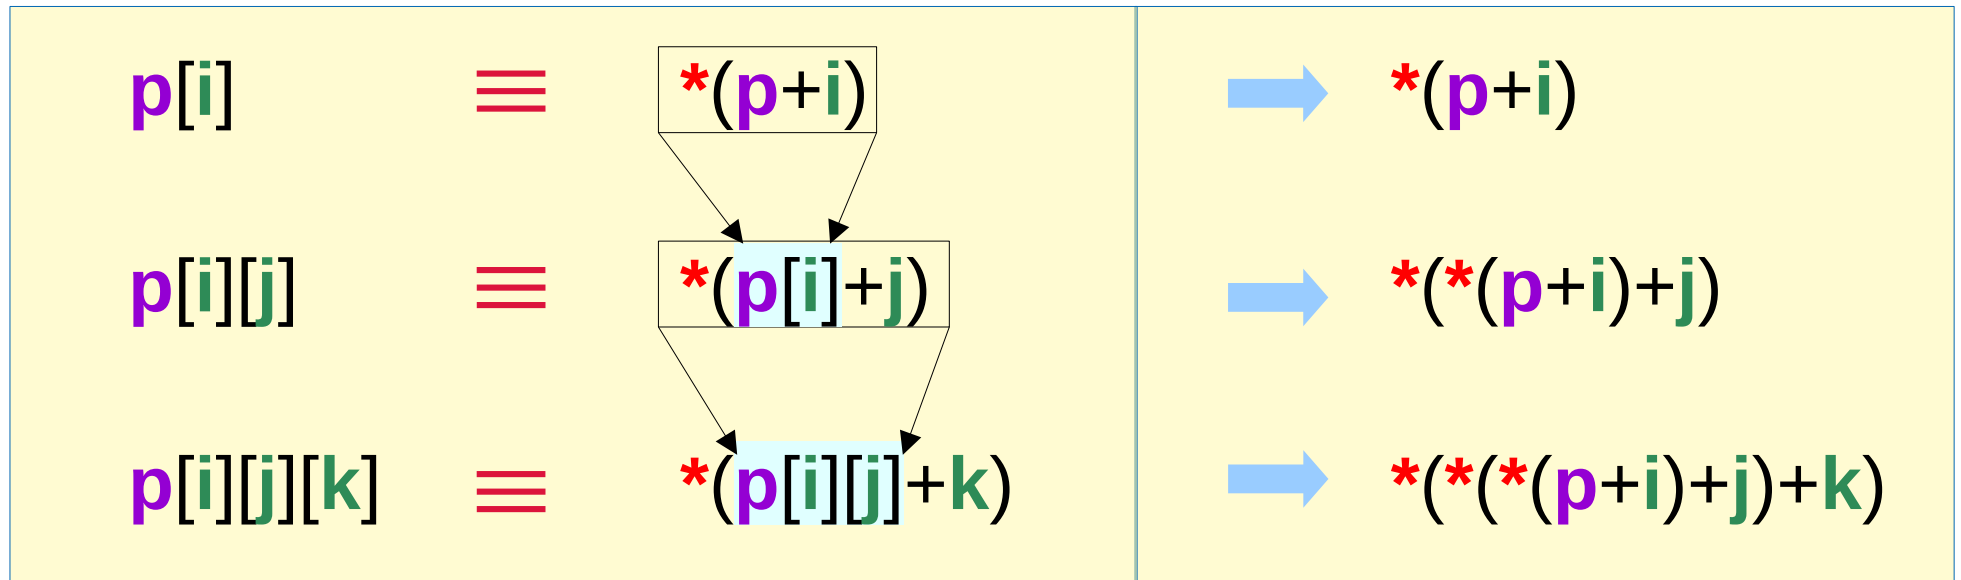 p[i] ≡ *(p+i) *(p+i)
p[i][j] ≡ *(p[i]+j) *(*(p+i)+j)
p[i][j][k] ≡ *(p[i][j]+k) *(*(*(p+i)+j)+k)